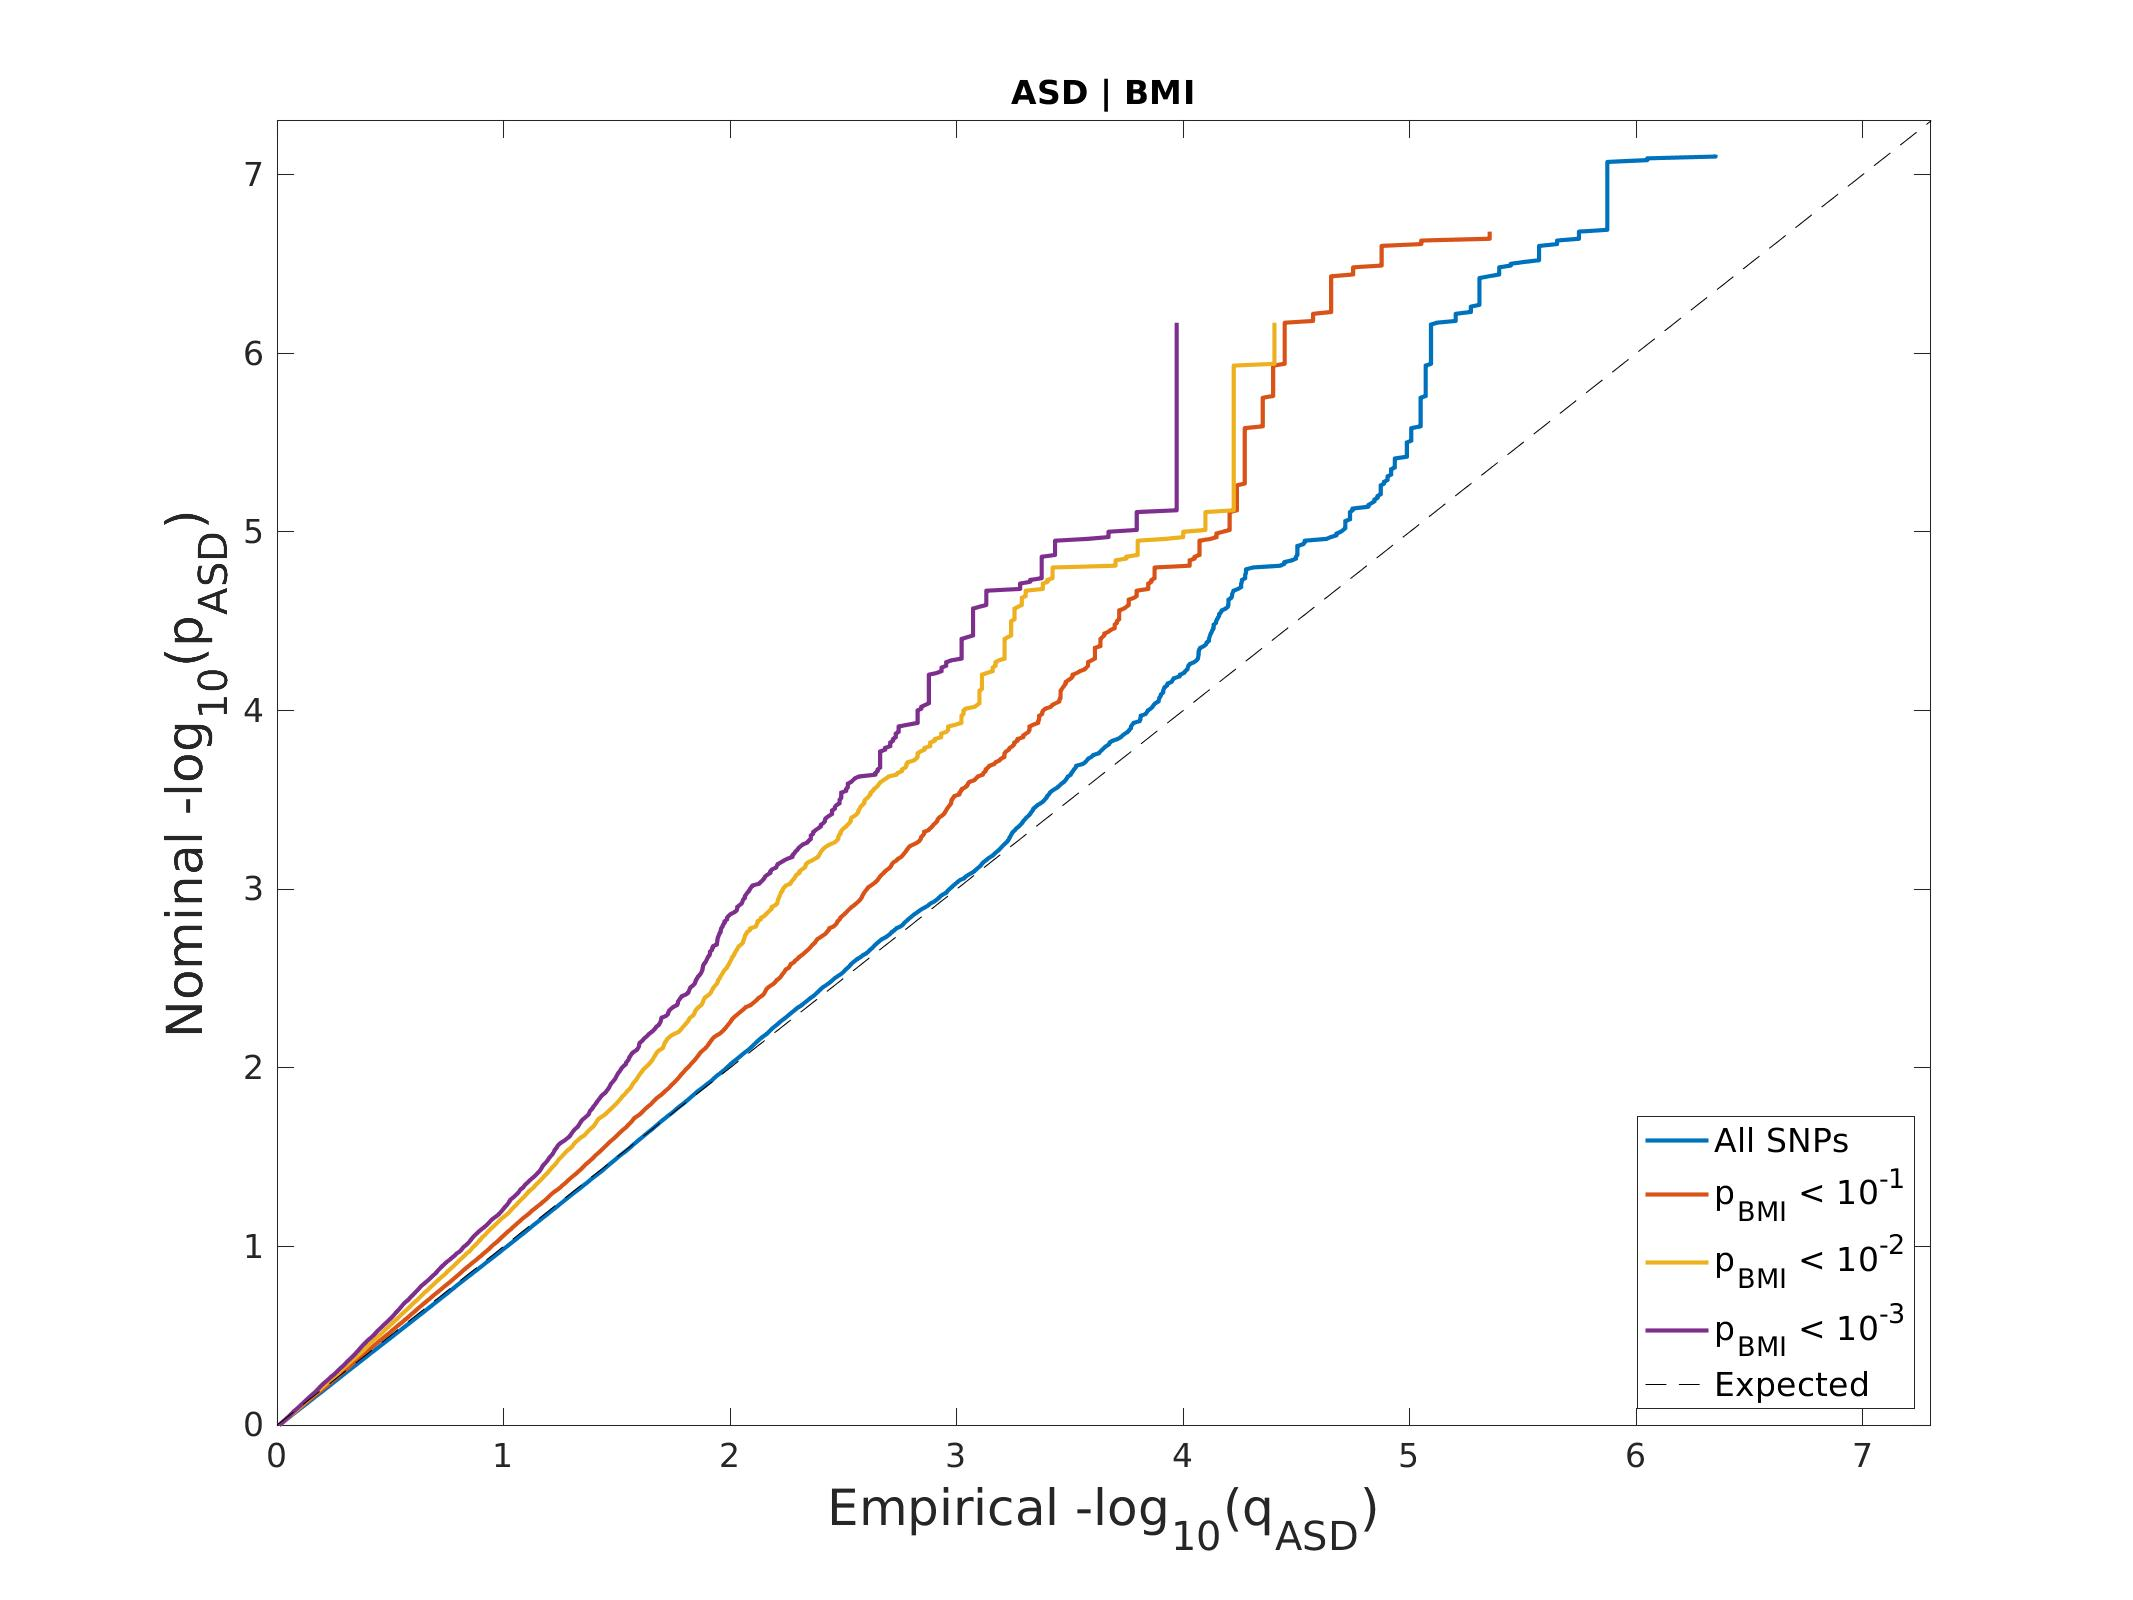 ASD | BMI
Nominal -log10(pASD)
7
6
5
4
3
2
1
0
0 1 2 3 4 5 6 7
Empirical -log10(qASD)
All SNPs
pBMI < 10-1
pBMI < 10-2
pBMI < 10-3
Expected